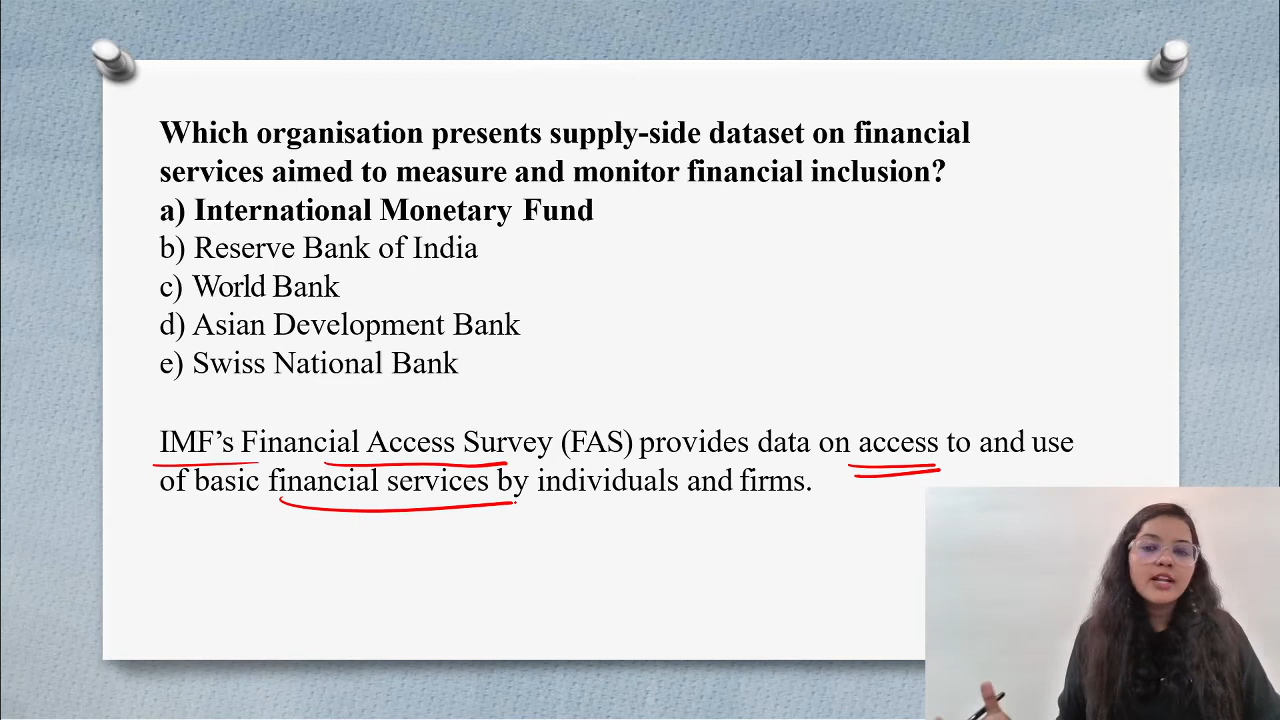 Which organisation presents supply-side dataset on financial
services aimed to measure and monitor financial inclusion?
a) International Monetary Fund
b) Reserve Bank of India
c) World Bank
d) Asian Development Bank
e) Swiss National Bank
IMF’s Financial Access Survey (FAS) provides data on access to and use
of basic financial services by individuals and firms.